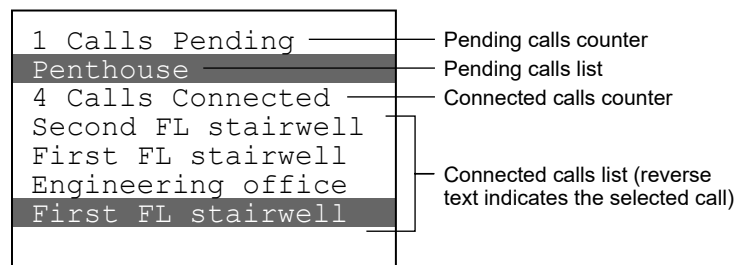 1 Calls Pending
Penthouse
4 Calls Connected
Second FL stairwell
First FL stairwell
Engineering office
First FL stairwell
Pending calls counter
Pending calls list
Connected calls counter
Connected calls list (reverse
text indicates the selected call)